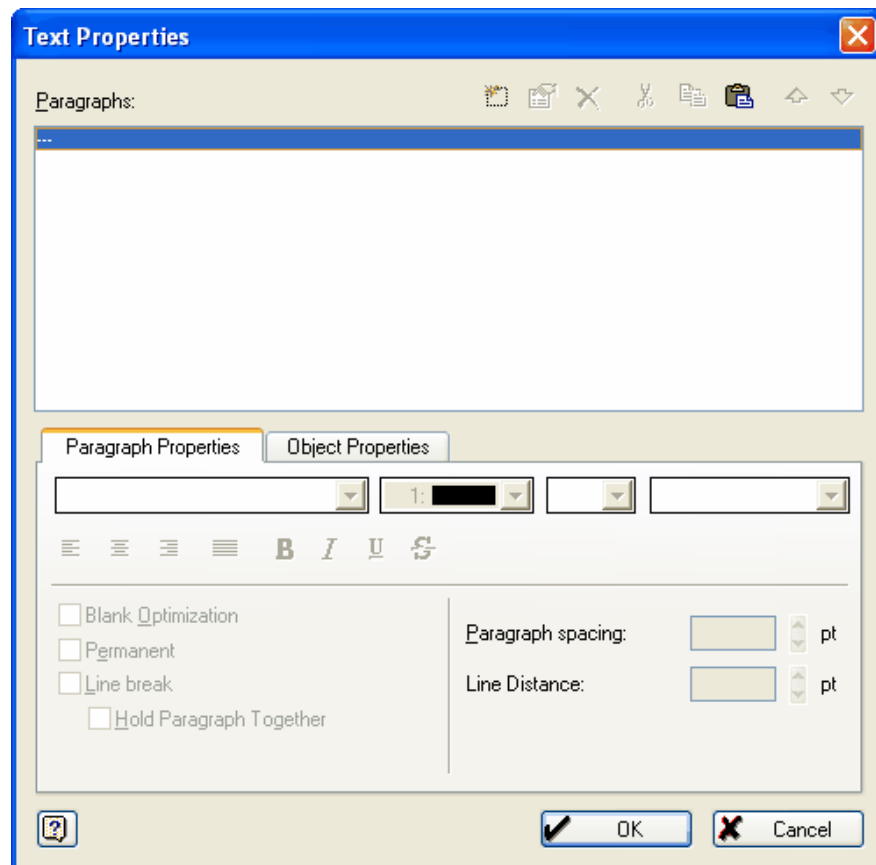 Text Properties
Paragraphs:
---
Paragraph Properties
Object Properties
1:
B I U S
Blank Optimization
Permanent
Line break
Hold Paragraph Together
Paragraph spacing: pt
Line Distance: pt
?
OK
Cancel